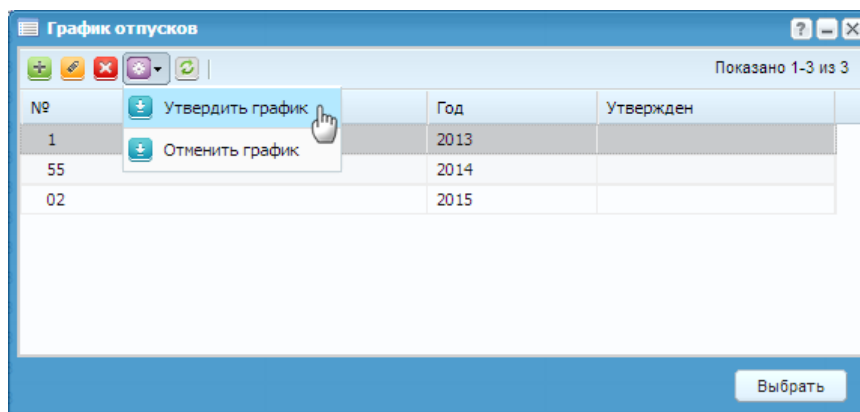 График отпусков
Показано 1-3 из 3
№ Год Утвержден
Утвердить график
Отменить график
1 2013
55 2014
02 2015
Выбрать